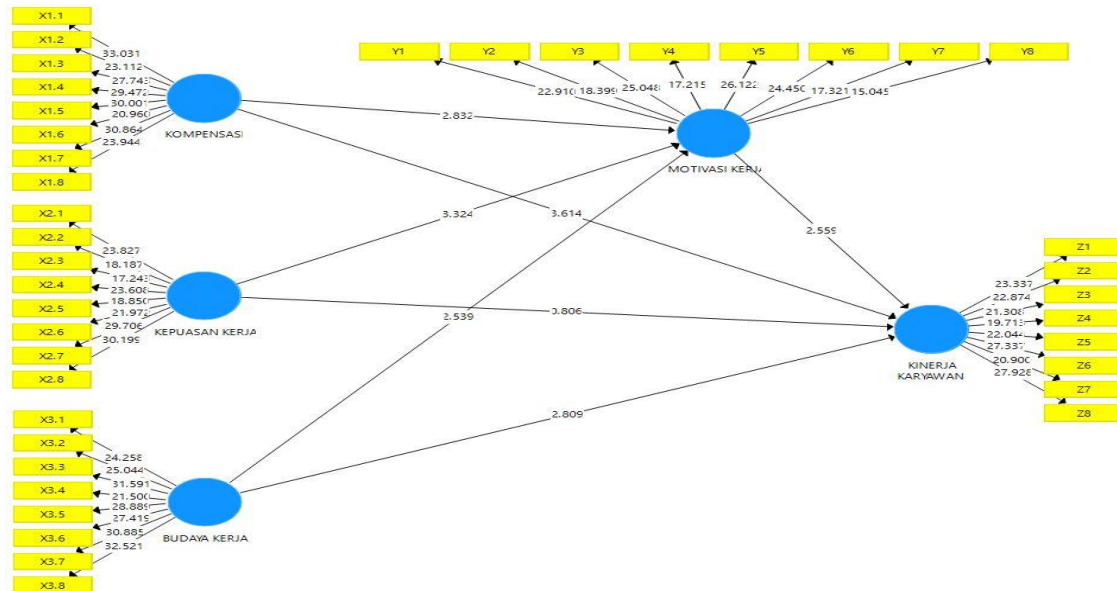 X1.1
X1.2
X1.3
X1.4
X1.5
X1.6
X1.7
X1.8
33.031
23.112
27.743
29.472
30.001
20.960
30.864
23.944
KOMPENSASI
Y1
Y2
Y3
Y4
Y5
Y6
Y7
Y8
22.910
18.399
25.048
17.215
26.122
24.450
17.321
15.045
MOTIVASI KERJA
2.832
3.324
2.539
3.614
3.806
2.809
2.559
X2.1
X2.2
X2.3
X2.4
X2.5
X2.6
X2.7
X2.8
23.827
18.187
17.243
23.608
18.850
21.972
29.706
30.199
KEPUASAN KERJA
Z1
Z2
Z3
Z4
Z5
Z6
Z7
Z8
23.337
22.874
21.308
19.713
22.044
27.337
20.900
27.928
KINERJA
KARYAWAN
X3.1
X3.2
X3.3
X3.4
X3.5
X3.6
X3.7
X3.8
24.258
25.044
31.591
21.500
28.889
27.419
30.885
32.521
BUDAYA KERJA